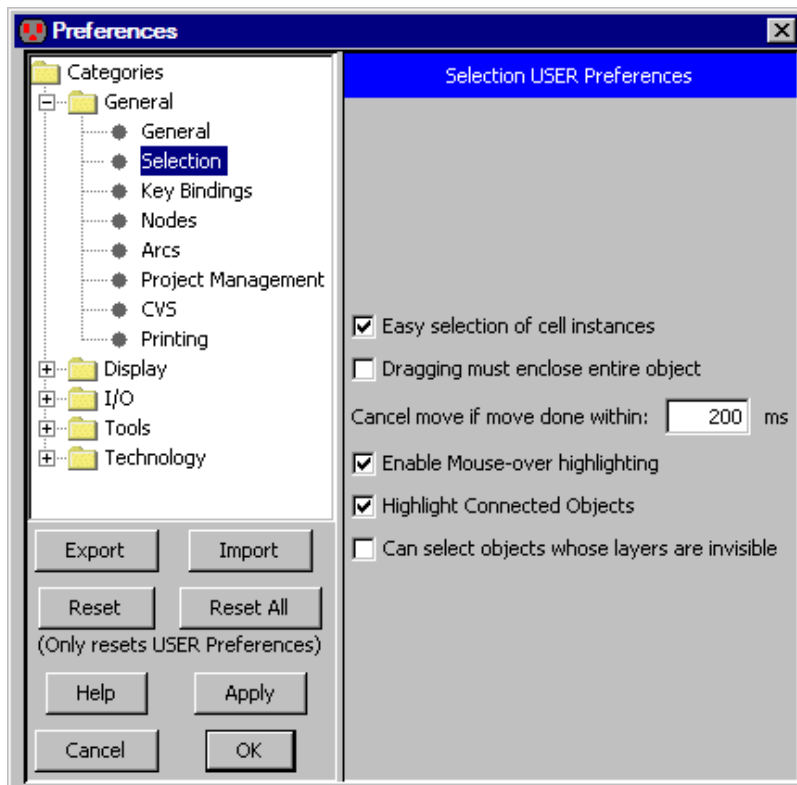 Preferences
Categories
General
General
Selection
Key Bindings
Nodes
Arcs
Project Management
CVS
Printing
Display
I/O
Tools
Technology
Export Import
Reset Reset All
(Only resets USER Preferences)
Help Apply
Cancel OK
Selection USER Preferences
Easy selection of cell instances
Dragging must enclose entire object
Cancel move if move done within: 200 ms
Enable Mouse-over highlighting
Highlight Connected Objects
Can select objects whose layers are invisible